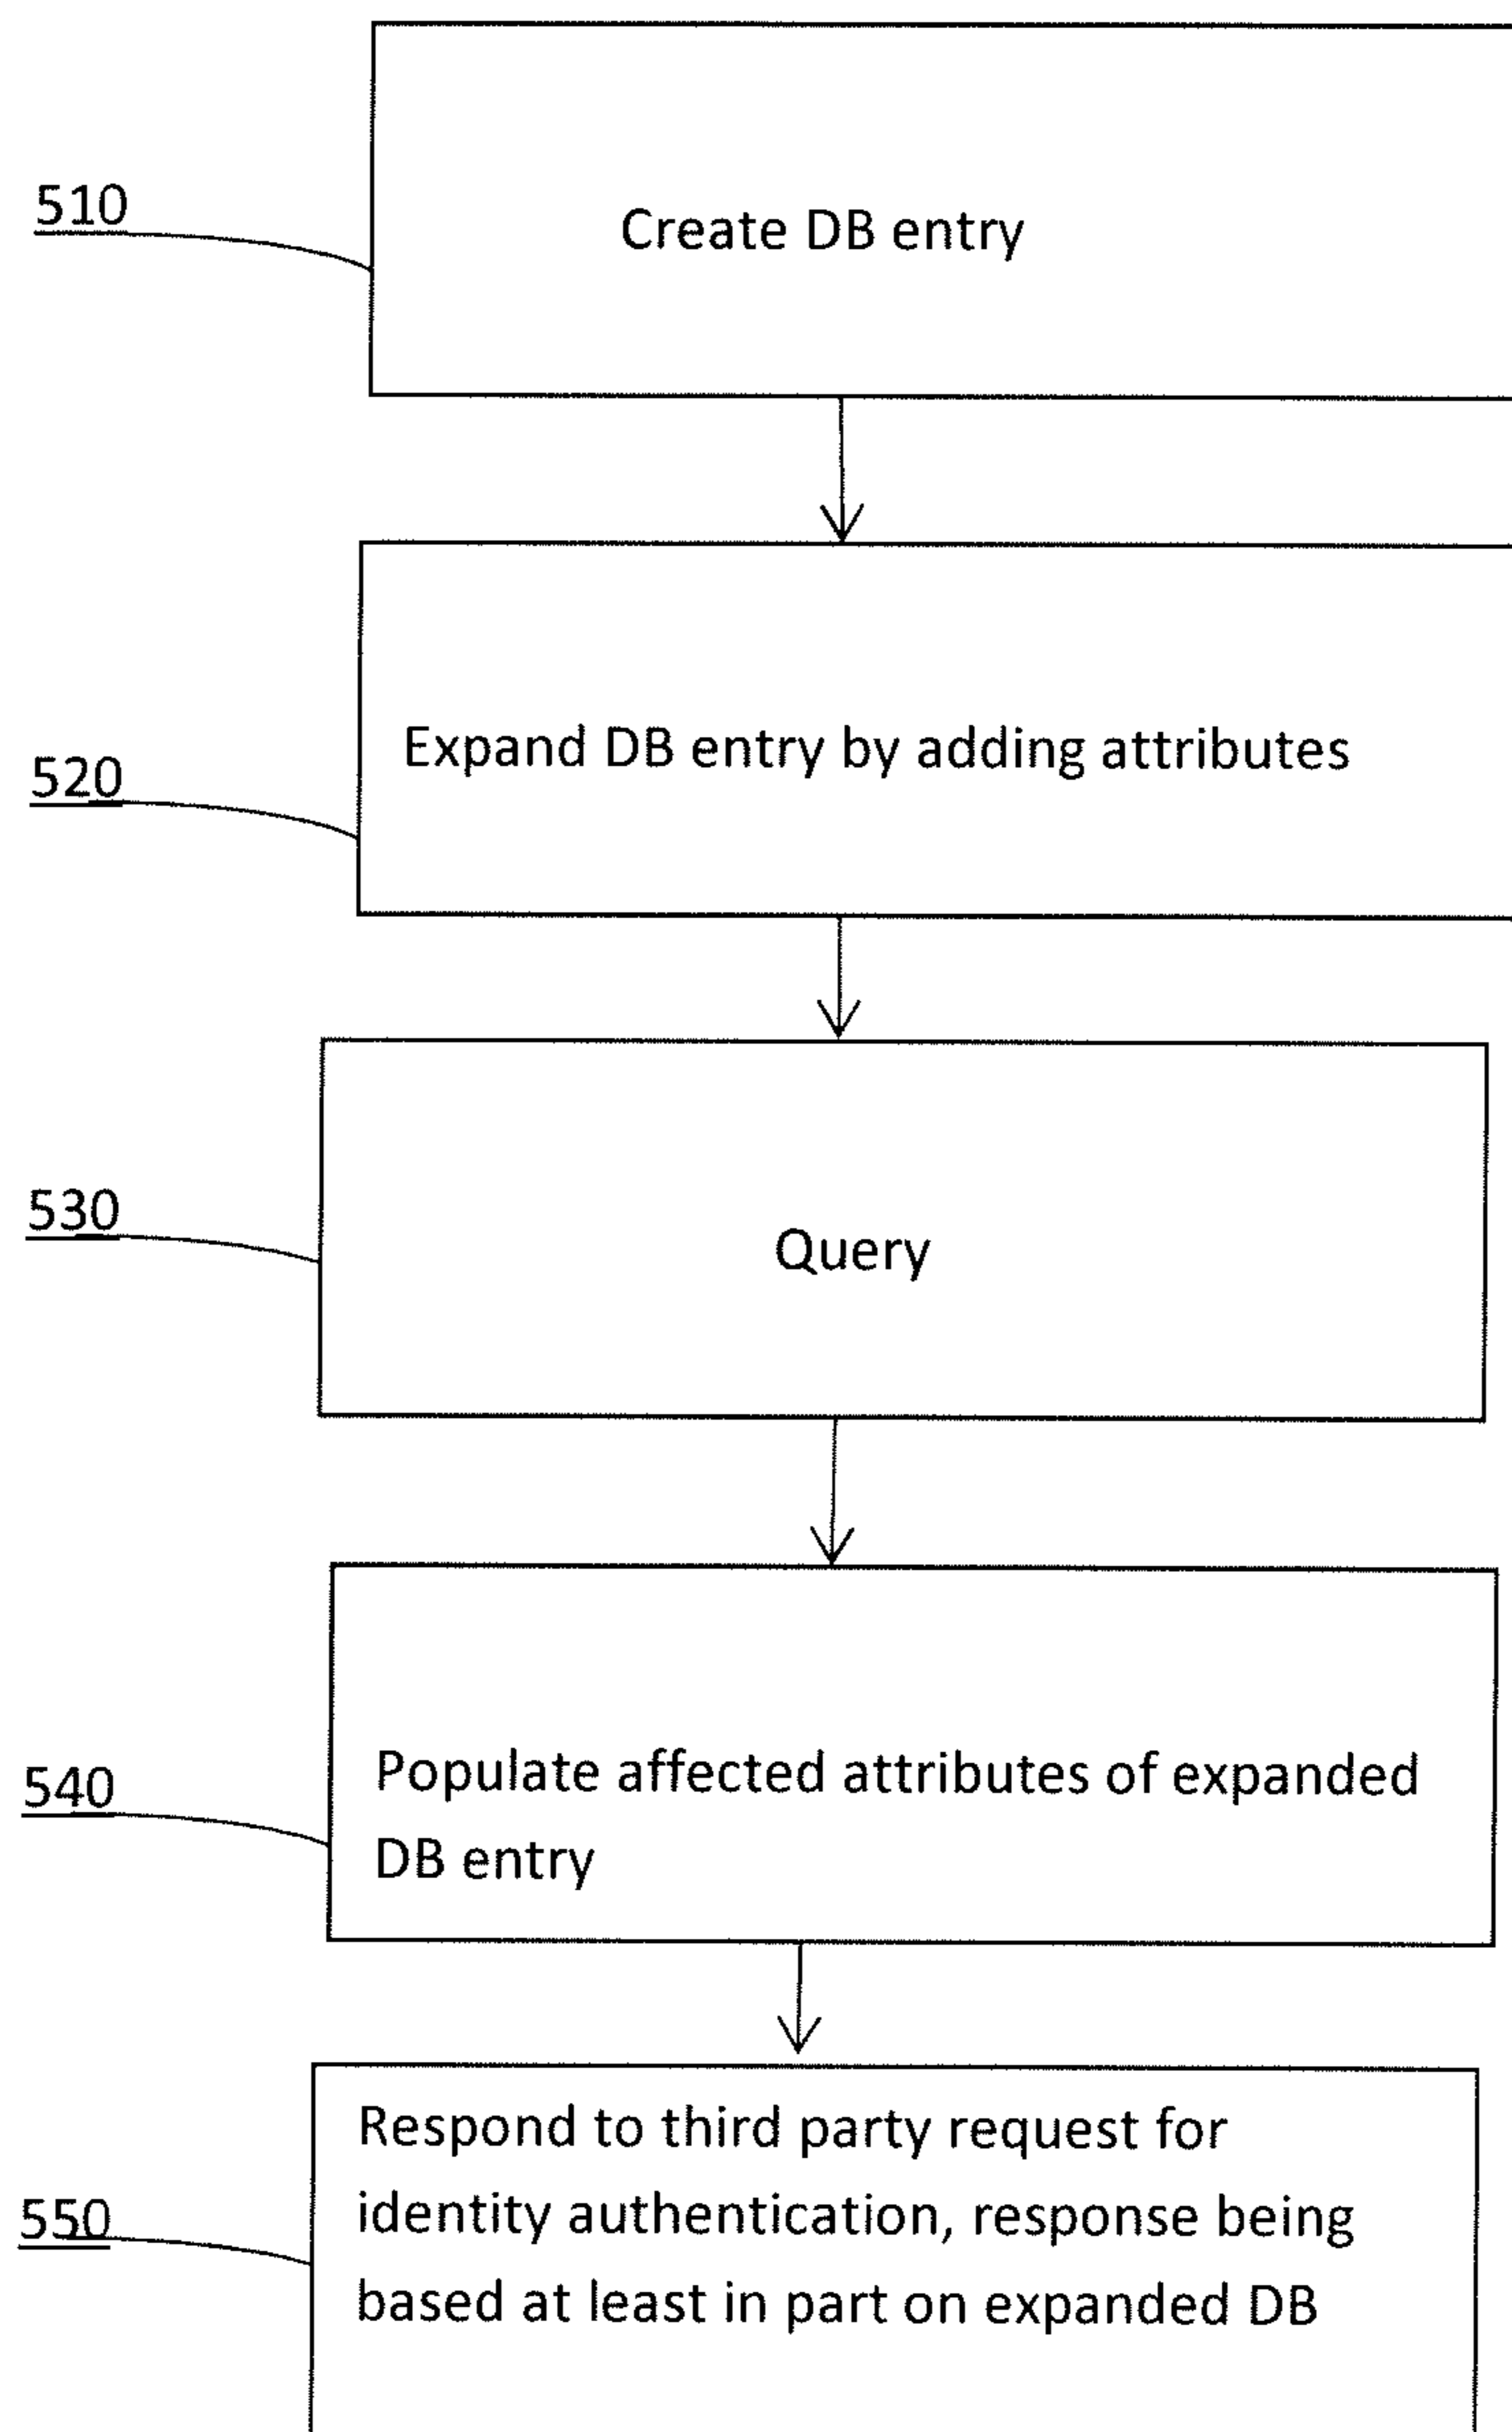 510
Create DB entry
520
Expand DB entry by adding attributes
530
Query
540
Populate affected attributes of expanded
DB entry
550
Respond to third party request for
identity authentication, response being
based at least in part on expanded DB